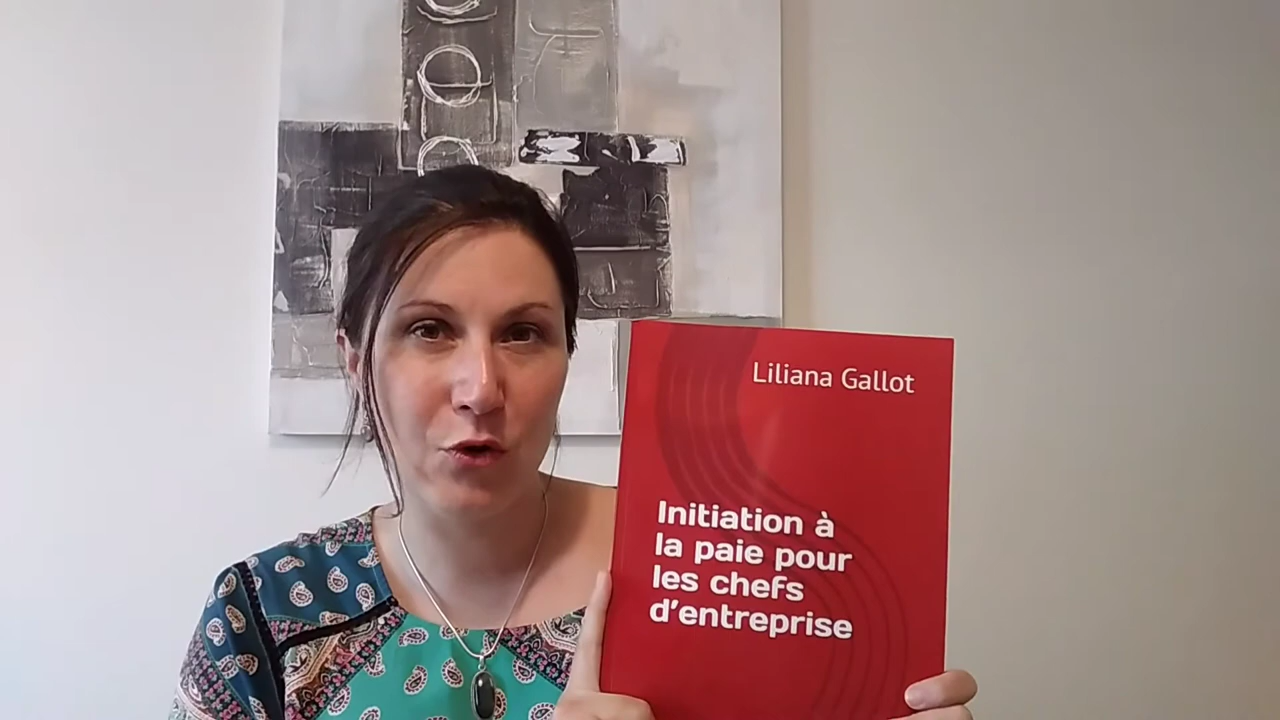 Liliana Gallot
Initiation à
la paie pour
les chefs
d'entreprise